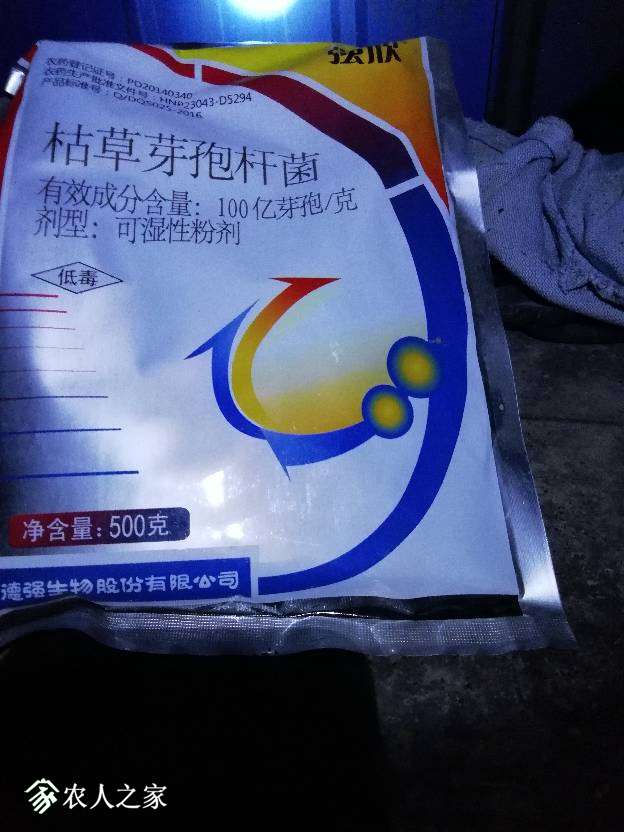 农药登记证号：PD20140340
农药生产批准文件号：HNP23043-D5294
产品标准号：Q/DQS025-2016
枯草芽孢杆菌
有效成分含量：100亿芽孢/克
剂型：可湿性粉剂
低毒
净含量：500克
德强生物股份有限公司
农人之家